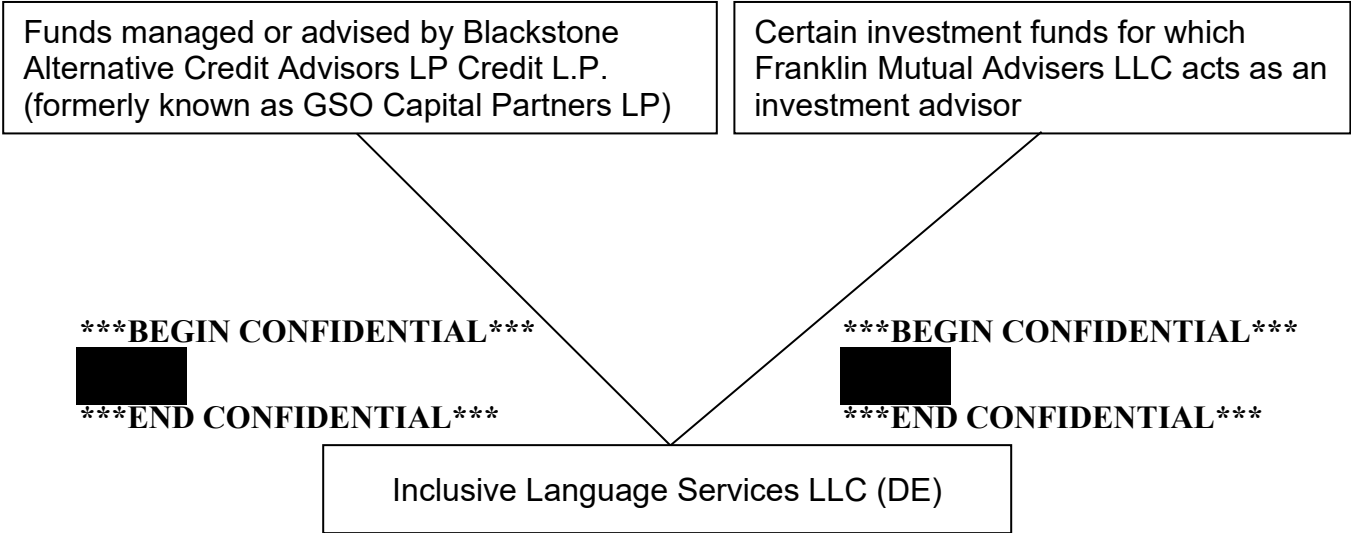 Funds managed or advised by Blackstone
Alternative Credit Advisors LP Credit L.P.
(formerly known as GSO Capital Partners LP)
Certain investment funds for which
Franklin Mutual Advisers LLC acts as an
investment advisor
***BEGIN CONFIDENTIAL***
***END CONFIDENTIAL***
***BEGIN CONFIDENTIAL***
***END CONFIDENTIAL***
Inclusive Language Services LLC (DE)